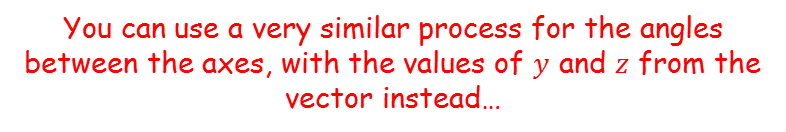 You can use a very similar process for the angles
between the axes, with the values of y and z from the
vector instead…